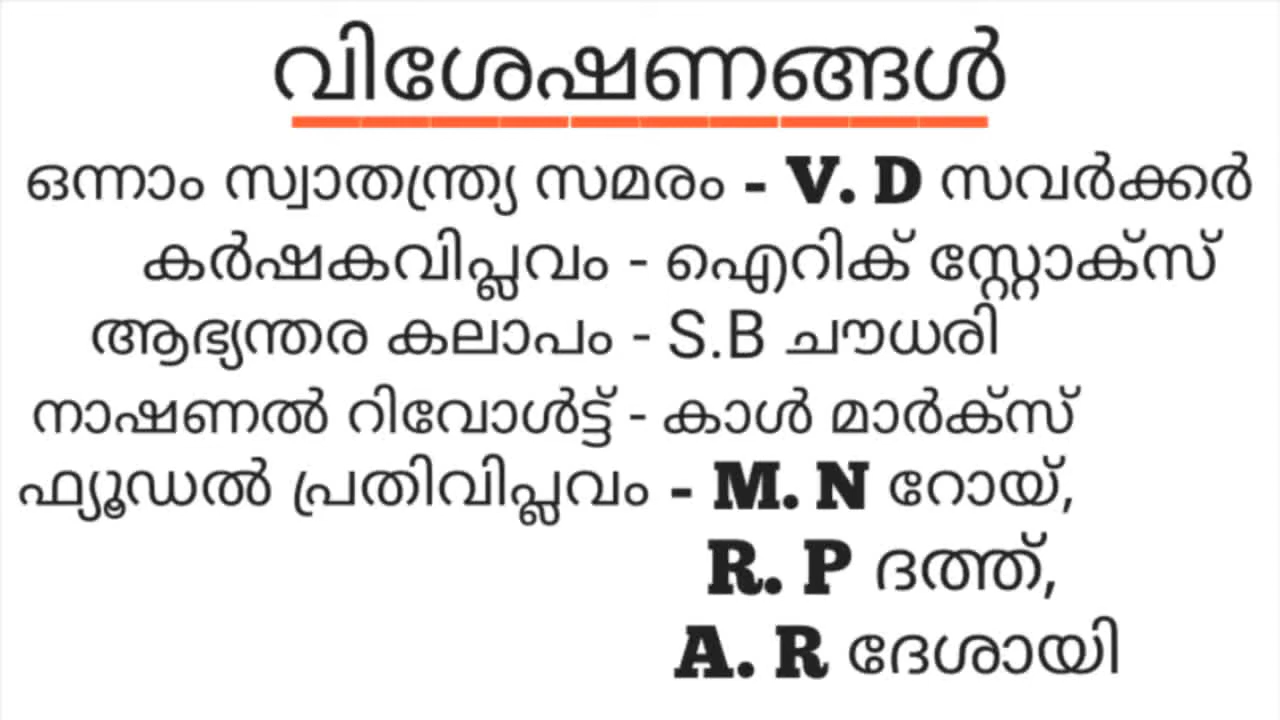 വിശേഷണങ്ങൾ
ഒന്നാം സ്വാതന്ത്ര്യ സമരം - V. D സവർക്കർ
കർഷകവിപ്ലവം - ഐറിക് സ്റ്റോക്സ്
ആഭ്യന്തര കലാപം - S.B ചൗധരി
നാഷണൽ റിവോൾട്ട് - കാൾ മാർക്സ്
ഫ്യൂഡൽ പ്രതിവിപ്ലവം - M. N റോയ്,
R. P ദത്ത്,
A. R ദേശായി